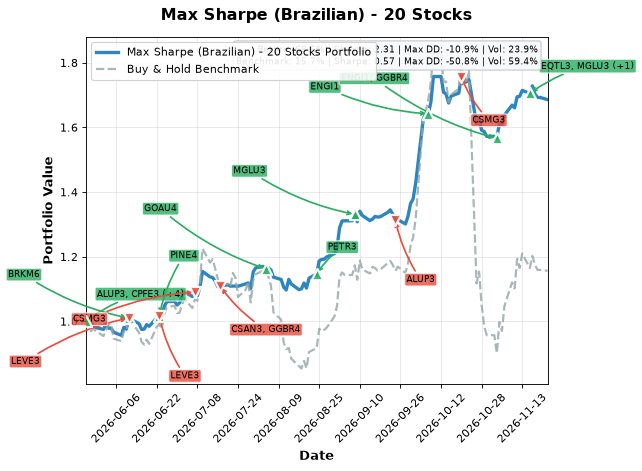 Max Sharpe (Brazilian) - 20 Stocks
Max Sharpe (Brazilian) - 20 Stocks Portfolio
Buy & Hold Benchmark
2.31 | Max DD: -10.9% | Vol: 23.9%
Benchmark: 15.7% | Sharpe: 0.57 | Max DD: -50.8% | Vol: 59.4%
EQTL3, MGLU3 (+1)
GGBR4
ENGI1
CSMG3
MGLU3
GOAU4
PETR3
PINE4
BRKM6
ALUP3
ALUP3, CPFE3 (+4)
CSMG3
CSAN3, GGBR4
LEVE3
LEVE3
Portfolio Value
1.8
1.6
1.4
1.2
1.0
2026-06-06
2026-06-22
2026-07-08
2026-07-24
2026-08-09
2026-08-25
2026-09-10
2026-09-26
2026-10-12
2026-10-28
2026-11-13
Date